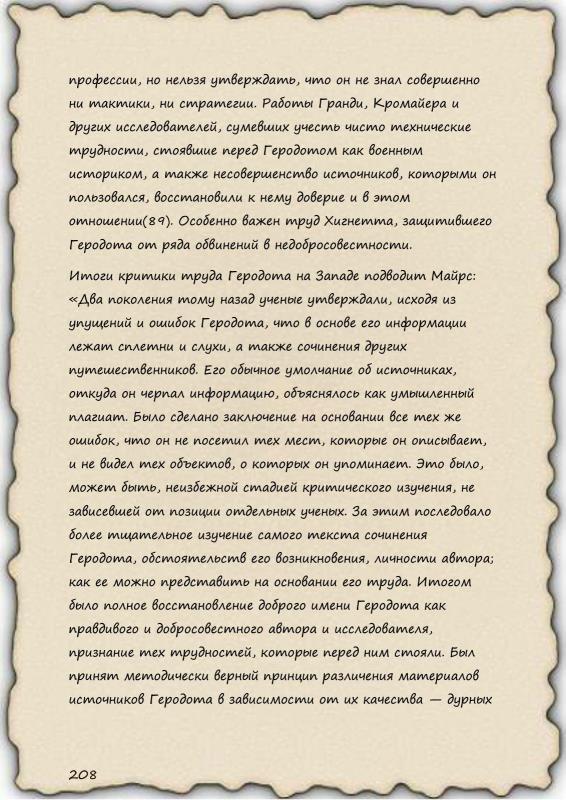 профессии, но нельзя утверждать, что он не знал совершенно
ни тактики, ни стратегии. Работы Гранди, Кромайера и
других исследователей, сумевших учесть чисто технические
трудности, стоявшие перед Геродотом как военным
историком, а также несовершенство источников, которыми он
пользовался, восстановили к нему доверие и в этом
отношении(89). Особенно важен труд Хигнетта, защитившего
Геродота от ряда обвинений в недобросовестности.
Итоги критики труда Геродота на Западе подводит Майрс:
«Два поколения тому назад ученые утверждали, исходя из
упущений и ошибок Геродота, что в основе его информации
лежат сплетни и слухи, а также сочинения других
путешественников. Его обычное умолчание об источниках,
откуда он черпал информацию, объяснялось как умышленный
плагиат. Было сделано заключение на основании все тех же
ошибок, что он не посетил тех мест, которые он описывает,
и не видел тех объектов, о которых он упоминает. Это было,
может быть, неизбежной стадией критического изучения, не
зависевшей от позиции отдельных ученых. За этим последовало
более тщательное изучение самого текста сочинения
Геродота, обстоятельств его возникновения, личности автора;
как ее можно представить на основании его труда. Итогом
было полное восстановление доброго имени Геродота как
правдивого и добросовестного автора и исследователя,
признание тех трудностей, которые перед ним стояли. Был
принят методически верный принцип различения материалов
источников Геродота в зависимости от их качества — дурных
208